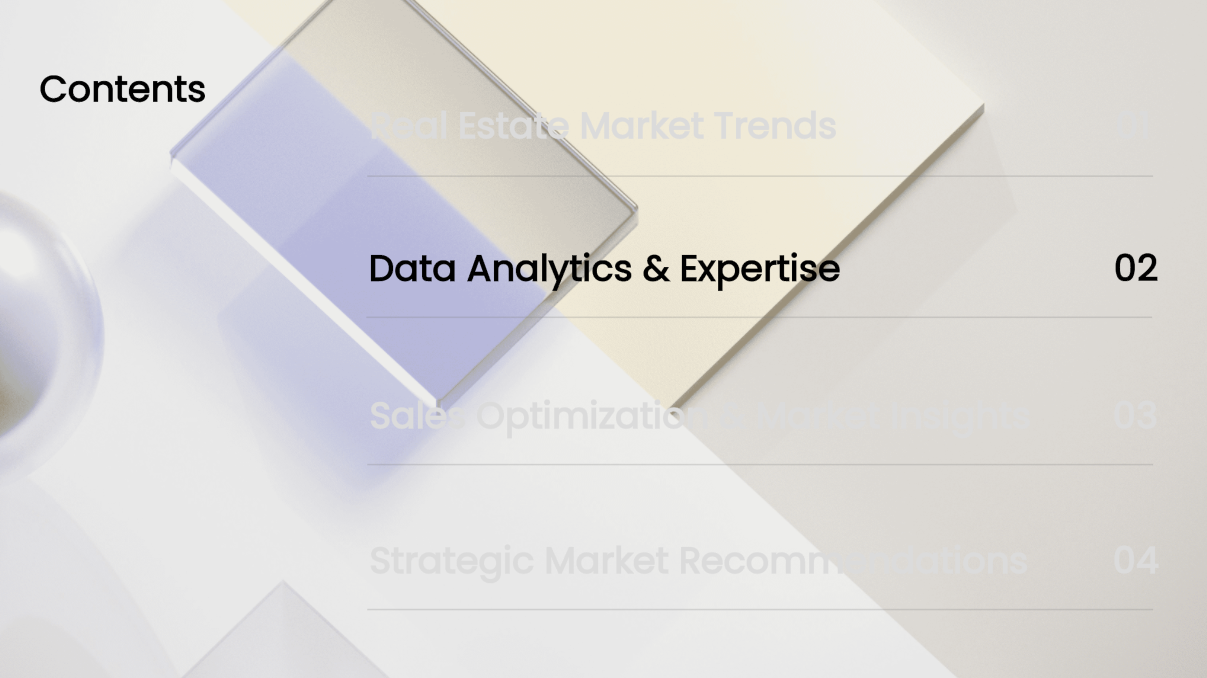 Contents
Real Estate Market Trends
Data Analytics & Expertise 02
Sales Optimization & Market Insights 03
Strategic Market Recommendations 04